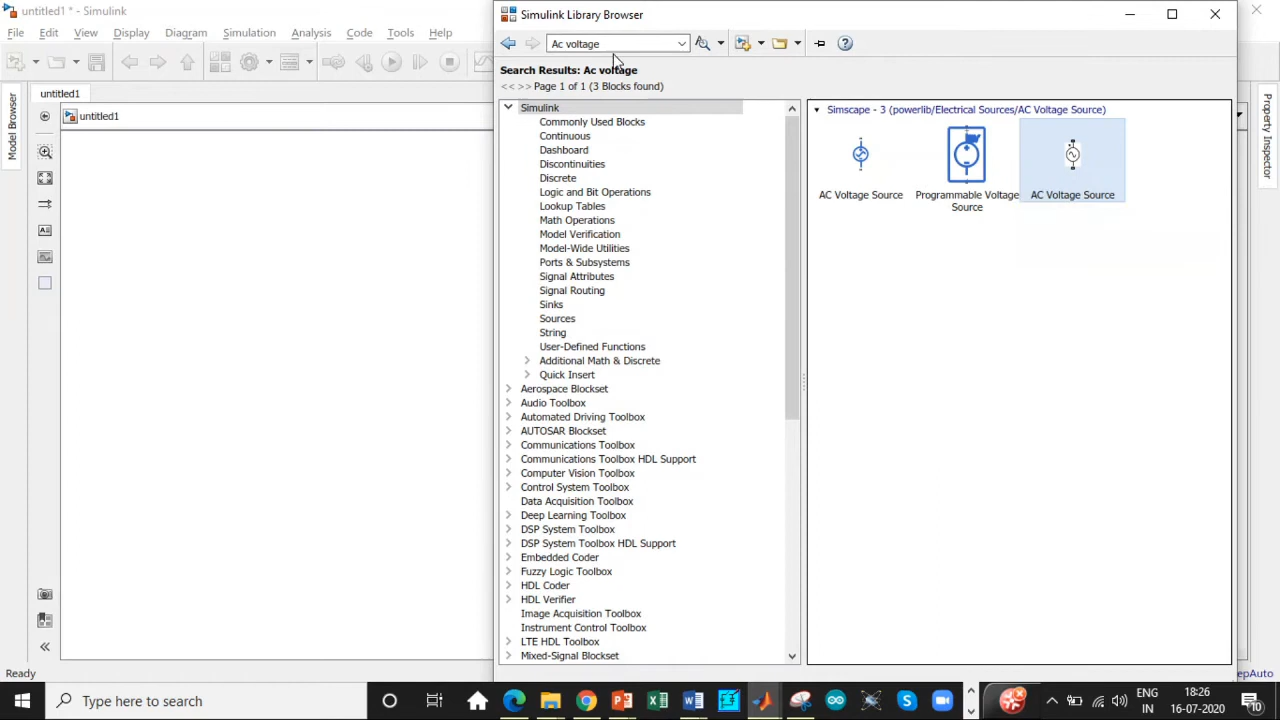 untitled1 * - Simulink
File Edit View Display Diagram Simulation Analysis Code Tools Help
untitled1
untitled1
Model Browser
Ready
Simulink Library Browser
Ac voltage
Search Results: Ac voltage
<< >> Page 1 of 1 (3 Blocks found)
Simulink
Commonly Used Blocks
Continuous
Dashboard
Discontinuities
Discrete
Logic and Bit Operations
Lookup Tables
Math Operations
Model Verification
Model-Wide Utilities
Ports & Subsystems
Signal Attributes
Signal Routing
Sinks
Sources
String
User-Defined Functions
Additional Math & Discrete
Quick Insert
Aerospace Blockset
Audio Toolbox
Automated Driving Toolbox
AUTOSAR Blockset
Communications Toolbox
Communications Toolbox HDL Support
Computer Vision Toolbox
Control System Toolbox
Data Acquisition Toolbox
Deep Learning Toolbox
DSP System Toolbox
DSP System Toolbox HDL Support
Embedded Coder
Fuzzy Logic Toolbox
HDL Coder
HDL Verifier
Image Acquisition Toolbox
Instrument Control Toolbox
LTE HDL Toolbox
Mixed-Signal Blockset
Simscape - 3 (powerlib/Electrical Sources/AC Voltage Source)
AC Voltage Source
Programmable Voltage
Source
AC Voltage Source
Property Inspector
epAuto
Type here to search
ENG
IN
18:26
16-07-2020
10